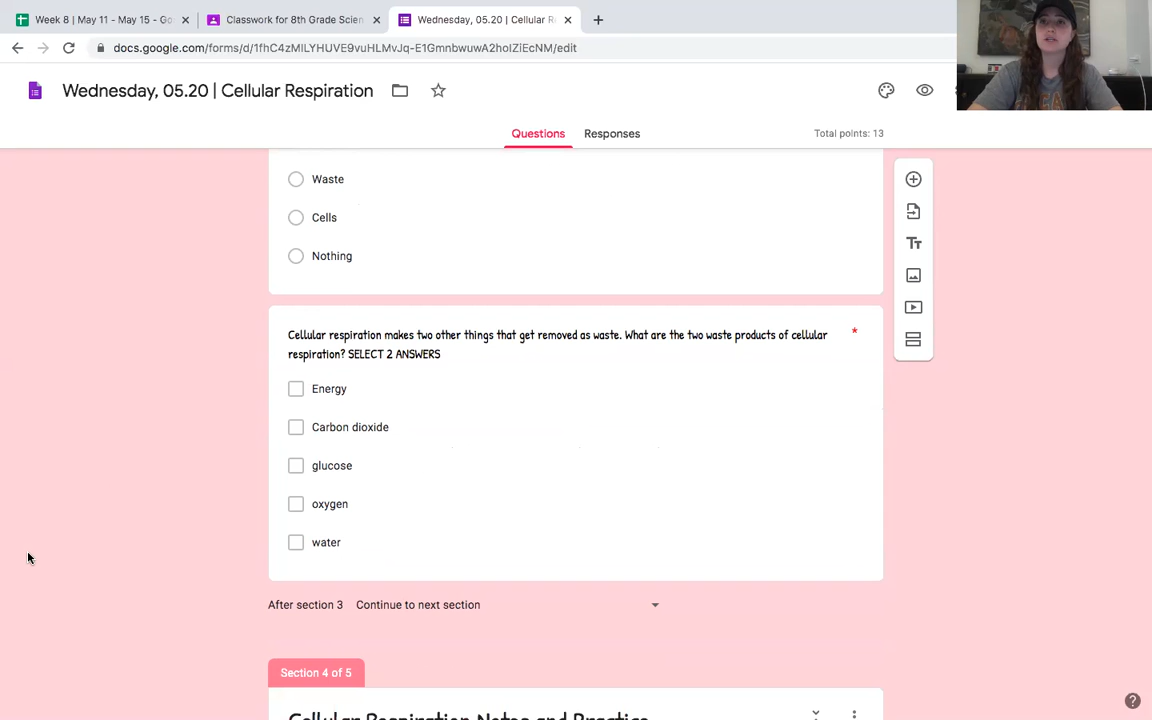 Week 8 | May 11 - May 15 - Go
Classwork for 8th Grade Scien
Wednesday, 05.20 | Cellular R
docs.google.com/forms/d/1fhC4zMILYHUVE9vuHLMvJq-E1GmnbwuwA2hoIZiEcNM/edit
Wednesday, 05.20 | Cellular Respiration
Questions
Responses
Total points: 13
Waste
Cells
Nothing
Cellular respiration makes two other things that get removed as waste. What are the two waste products of cellular
respiration? SELECT 2 ANSWERS
*
Energy
Carbon dioxide
glucose
oxygen
water
After section 3 Continue to next section
Section 4 of 5
Cellular Respiration Notes and Practice